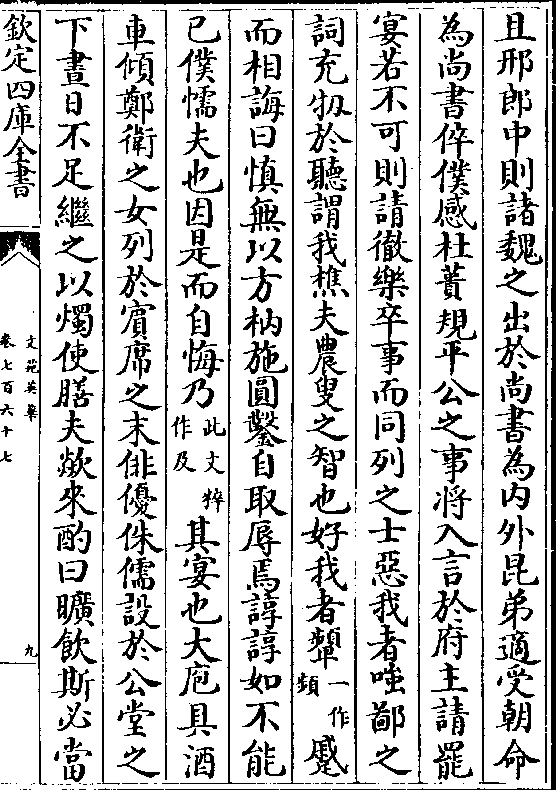 且邢郎中則諸魏之出於尚書為内外昆弟適受朝命
為尚書倅僕感杜蕢規平公之事將入言於府主請罷
宴若不可則請徹樂卒事而同列之士惡我者嗤鄙之
詞充牣於聽謂我樵夫農叟之智也好我者顰一作頻蹙
而相誨曰慎無以方枘施圓鑿自取辱焉諄諄如不能
已僕懦夫也因是而自悔乃此文粹作及其宴也大庖具酒
車傾鄭衛之女列於賓席之末俳優侏儒設於公堂之
下晝日不足繼之以燭使膳夫歘來酌曰曠飲斯必當
欽定四庫全書
文苑英華
卷七百六十七
九